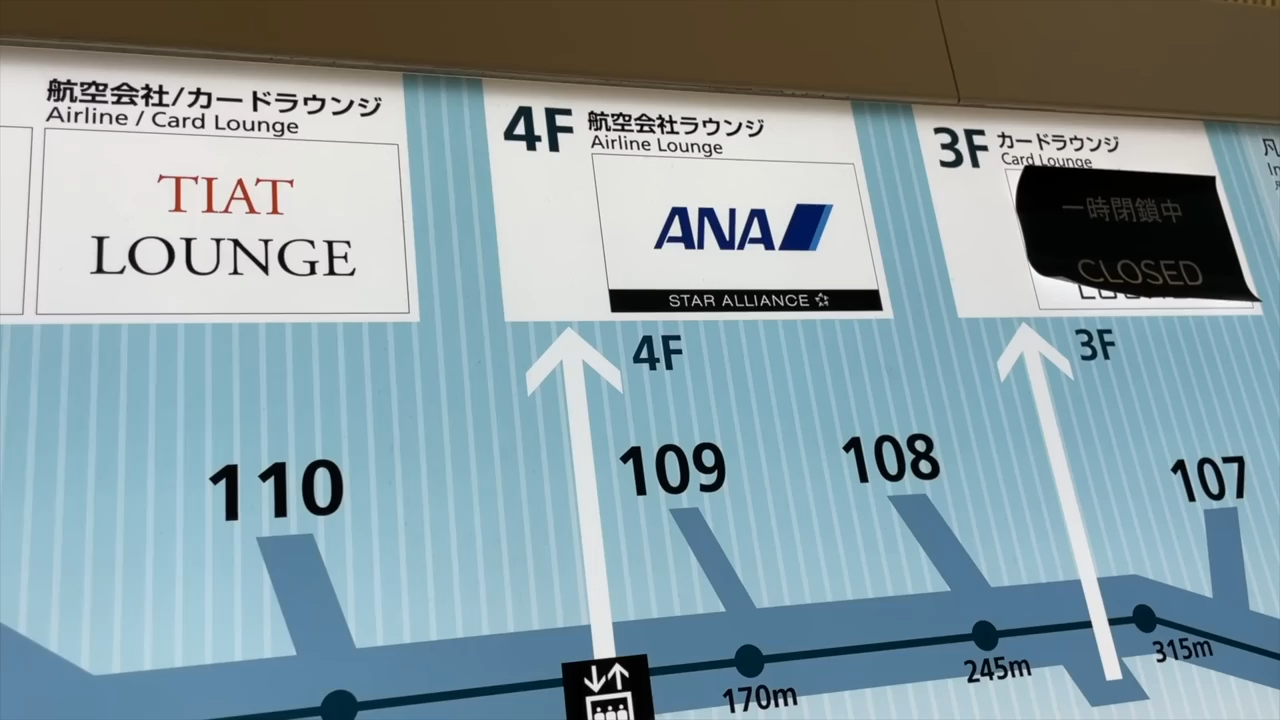 航空会社/カードラウンジ
Airline / Card Lounge
TIAT
LOUNGE
4F
航空会社ラウンジ
Airline Lounge
ANA
STAR ALLIANCE
3F
カードラウンジ
Card Lounge
一時閉鎖中
CLOSED
4F
3F
110
109
108
107
170m
245m
315m